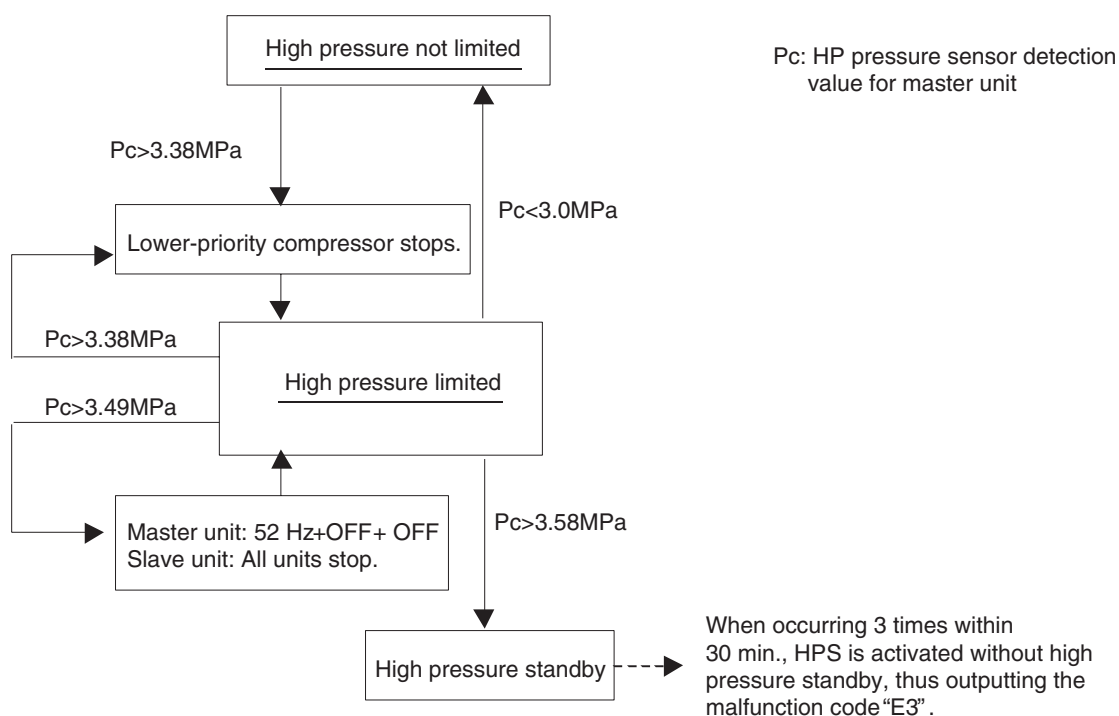 High pressure not limited
Pc: HP pressure sensor detection
value for master unit
Pc>3.38MPa
Pc<3.0MPa
Lower-priority compressor stops.
Pc>3.38MPa
High pressure limited
Pc>3.49MPa
Master unit: 52 Hz+OFF+ OFF
Slave unit: All units stop.
Pc>3.58MPa
High pressure standby
When occurring 3 times within
30 min., HPS is activated without high
pressure standby, thus outputting the
malfunction code “E3”.